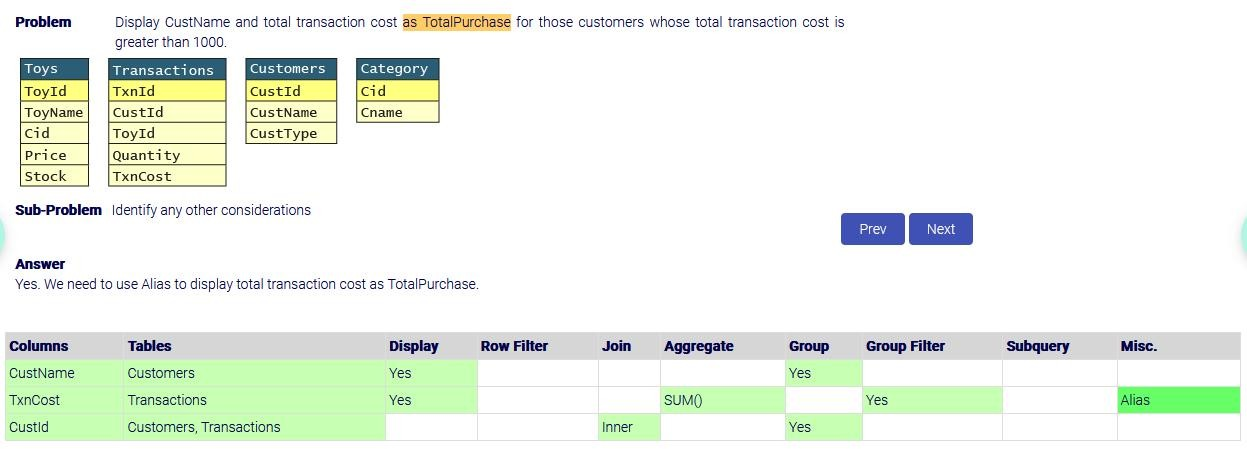 Problem Display CustName and total transaction cost as TotalPurchase for those customers whose total transaction cost is
greater than 1000.
Toys Transactions Customers Category
ToyId TxnId CustId Cid
ToyName CustId CustName Cname
Cid ToyId CustType
Price Quantity
Stock TxnCost
Sub-Problem Identify any other considerations
Prev Next
Answer
Yes. We need to use Alias to display total transaction cost as TotalPurchase.
Columns Tables Display Row Filter Join Aggregate Group Group Filter Subquery Misc.
CustName Customers Yes Yes
TxnCost Transactions Yes SUM() Yes Alias
CustId Customers, Transactions Inner Yes